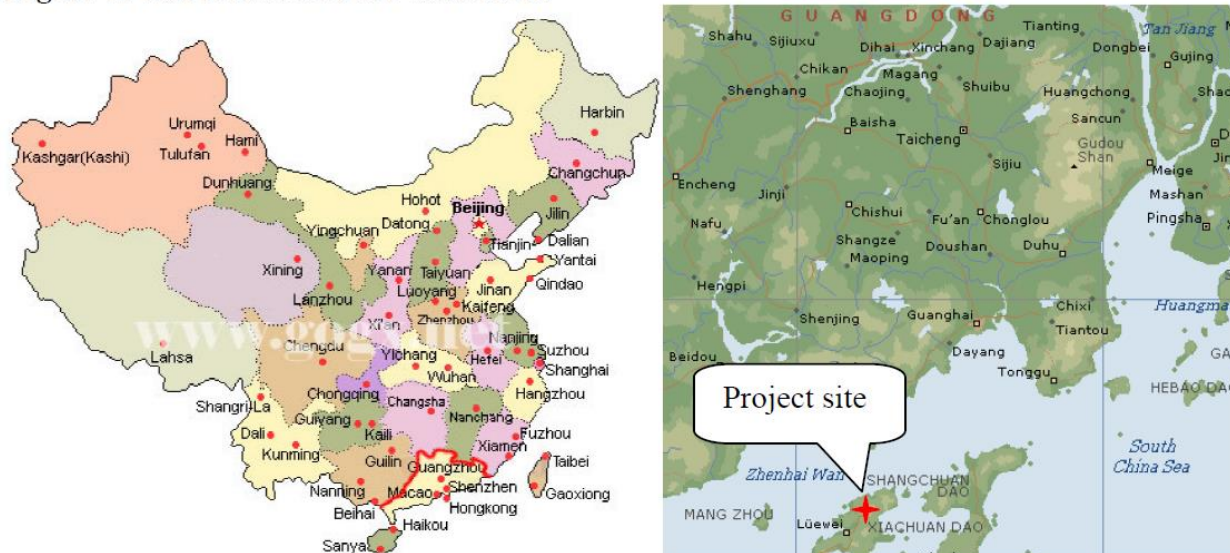 Harbin
Urumqi
Hami
Kashgar(Kashi)
Tulufan
Changchun
Dunhuang
Hohot
Beijing
Jilin
Datong
Yingchuan
Tianjin
Dalian
Yantai
Xining
Yanan
Taiyuan
Jinan
Qindao
Lanzhou
Luoyang
Kaifeng
Zhenzhou
Xi'an
Nanjing
Chengdu
Yichang
Hefei
Suzhou
Lahsa
Wuhan
Shanghai
Chongqing
Hangzhou
Shangri-La
Changsha
Nanchang
Guiyang
Dali
Kaili
Fuzhou
Xiamen
Kunming
Guilin
Guangzhou
Taibei
Nanning
Macao
Shenzhen
Gaoxiong
Beihai
Hongkong
Haikou
Sanya
GUANGDONG
Tianting
Tan Jiang
Shahu
Sijiuxu
Dihai
Xinchang
Dajiang
Dongbei
Gujing
Chikan
Magang
Shenghang
Chaojing
Shuibu
Huangchong
Baisha
Sancun
Taicheng
Gudou
Shan
Sijiu
Meige
Encheng
Jinji
Mashan
Chishui
Fu'an
Chonglou
Pingsha
Nafu
Shangze
Doushan
Duhu
Maoping
Hengpi
Chixi
Shenjing
Guanghai
Tiantou
Beidou
Dayang
Tonggu
Project site
South
China Sea
Zhenhai Wan
SHANGCHUAN
DAO
MANG ZHOU
Lüewei
XIACHUAN DAO